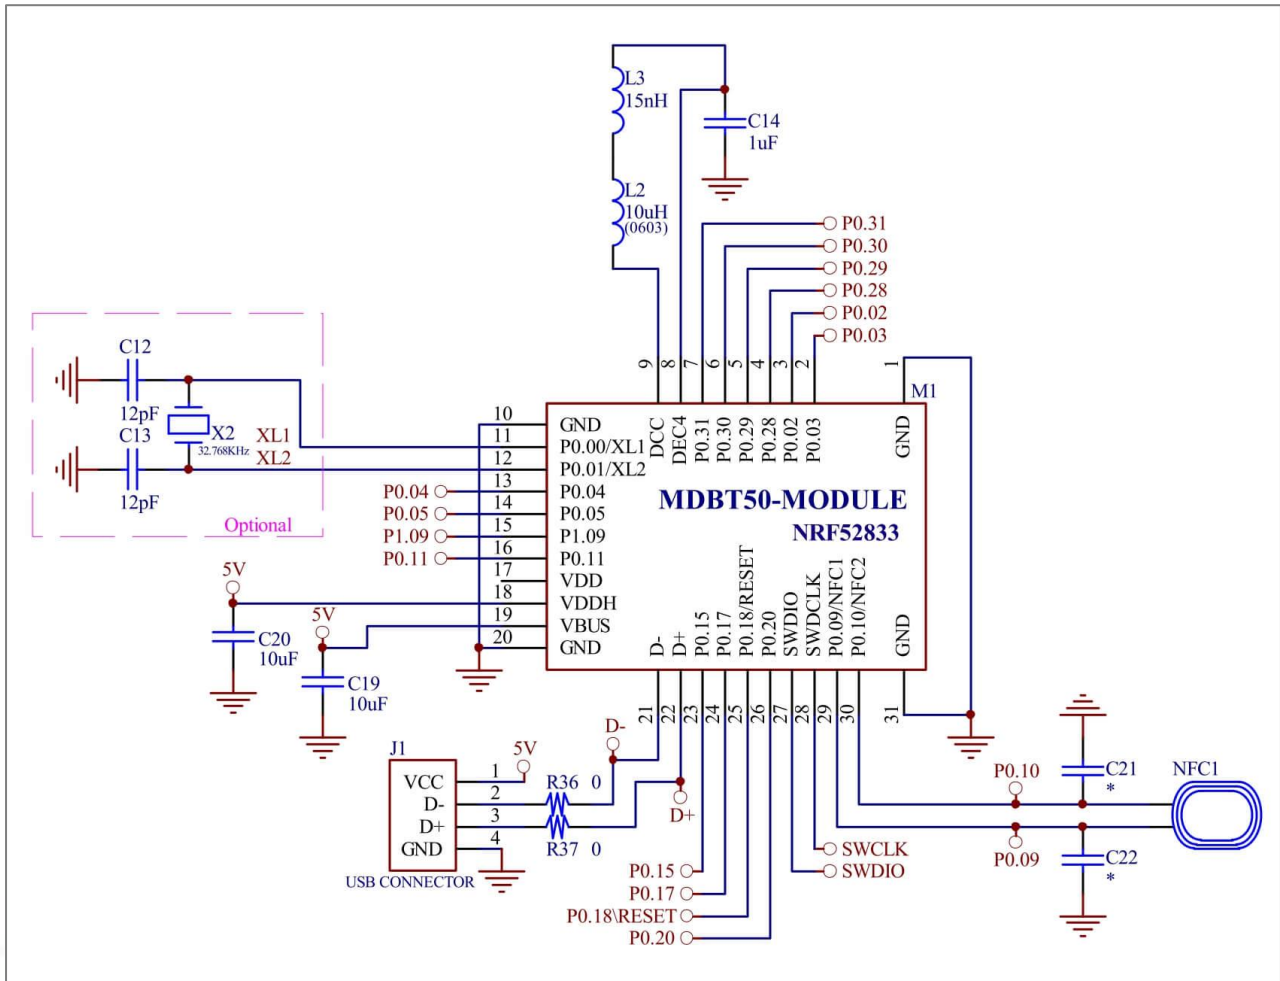 L3
15nH
C14
1uF
L2
10uH
(0603)
P0.31
P0.30
P0.29
P0.28
P0.02
P0.03
9
8
7
6
5
4
3
2
1
M1
DCC
DEC4
P0.31
P0.30
P0.29
P0.28
P0.02
P0.03
GND
C12
12pF
C13
12pF
X2
32.768KHz
XL1
XL2
Optional
P0.04
P0.05
P1.09
P0.11
10 GND
11 P0.00/XL1
12 P0.01/XL2
13 P0.04
14 P0.05
15 P1.09
16 P0.11
17 VDD
18 VDDH
19 VBUS
20 GND
MDBT50-MODULE
NRF52833
5V
C20
10uF
5V
C19
10uF
D-
D+
P0.15
P0.17
P0.18/RESET
P0.20
SWDIO
SWDCLK
P0.09/NFC1
P0.10/NFC2
GND
21
22
23
24
25
26
27
28
29
30
31
J1
VCC 1
D- 2
D+ 3
GND 4
USB CONNECTOR
5V
R36 0
R37 0
D-
D+
P0.15
P0.17
P0.18\RESET
P0.20
SWCLK
SWDIO
P0.10
P0.09
C21
*
C22
*
NFC1